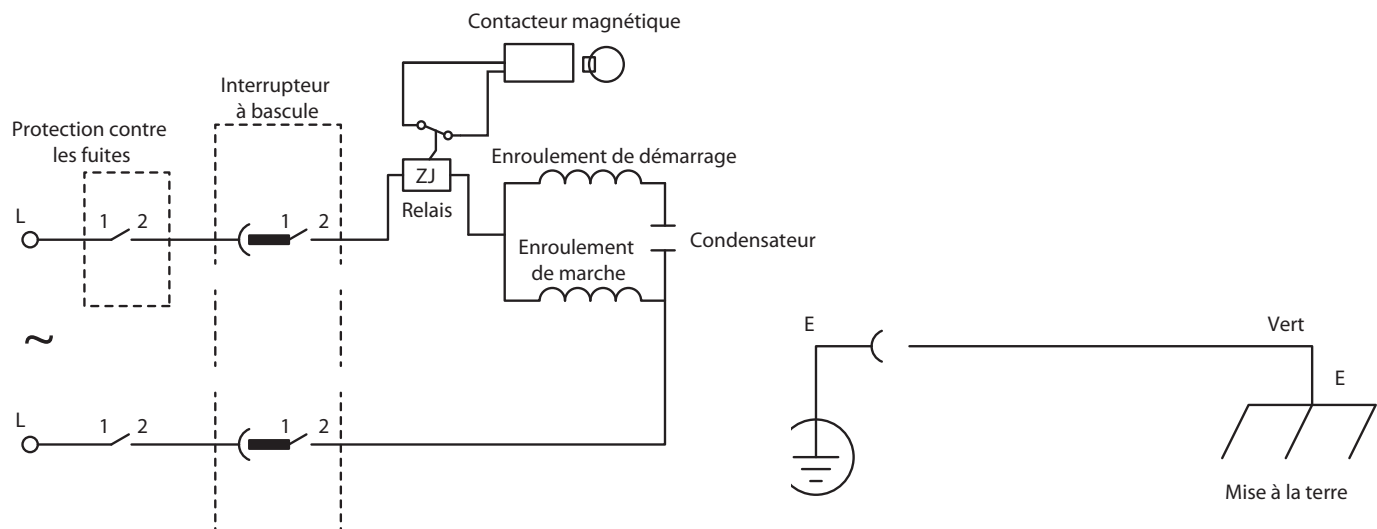 Contacteur magnétique
Interrupteur
à bascule
Protection contre
les fuites
Enroulement de démarrage
ZJ
Relais
L
1 2
1 2
Enroulement
de marche
Condensateur
~
L
1 2
1 2
E
Vert
E
Mise à la terre